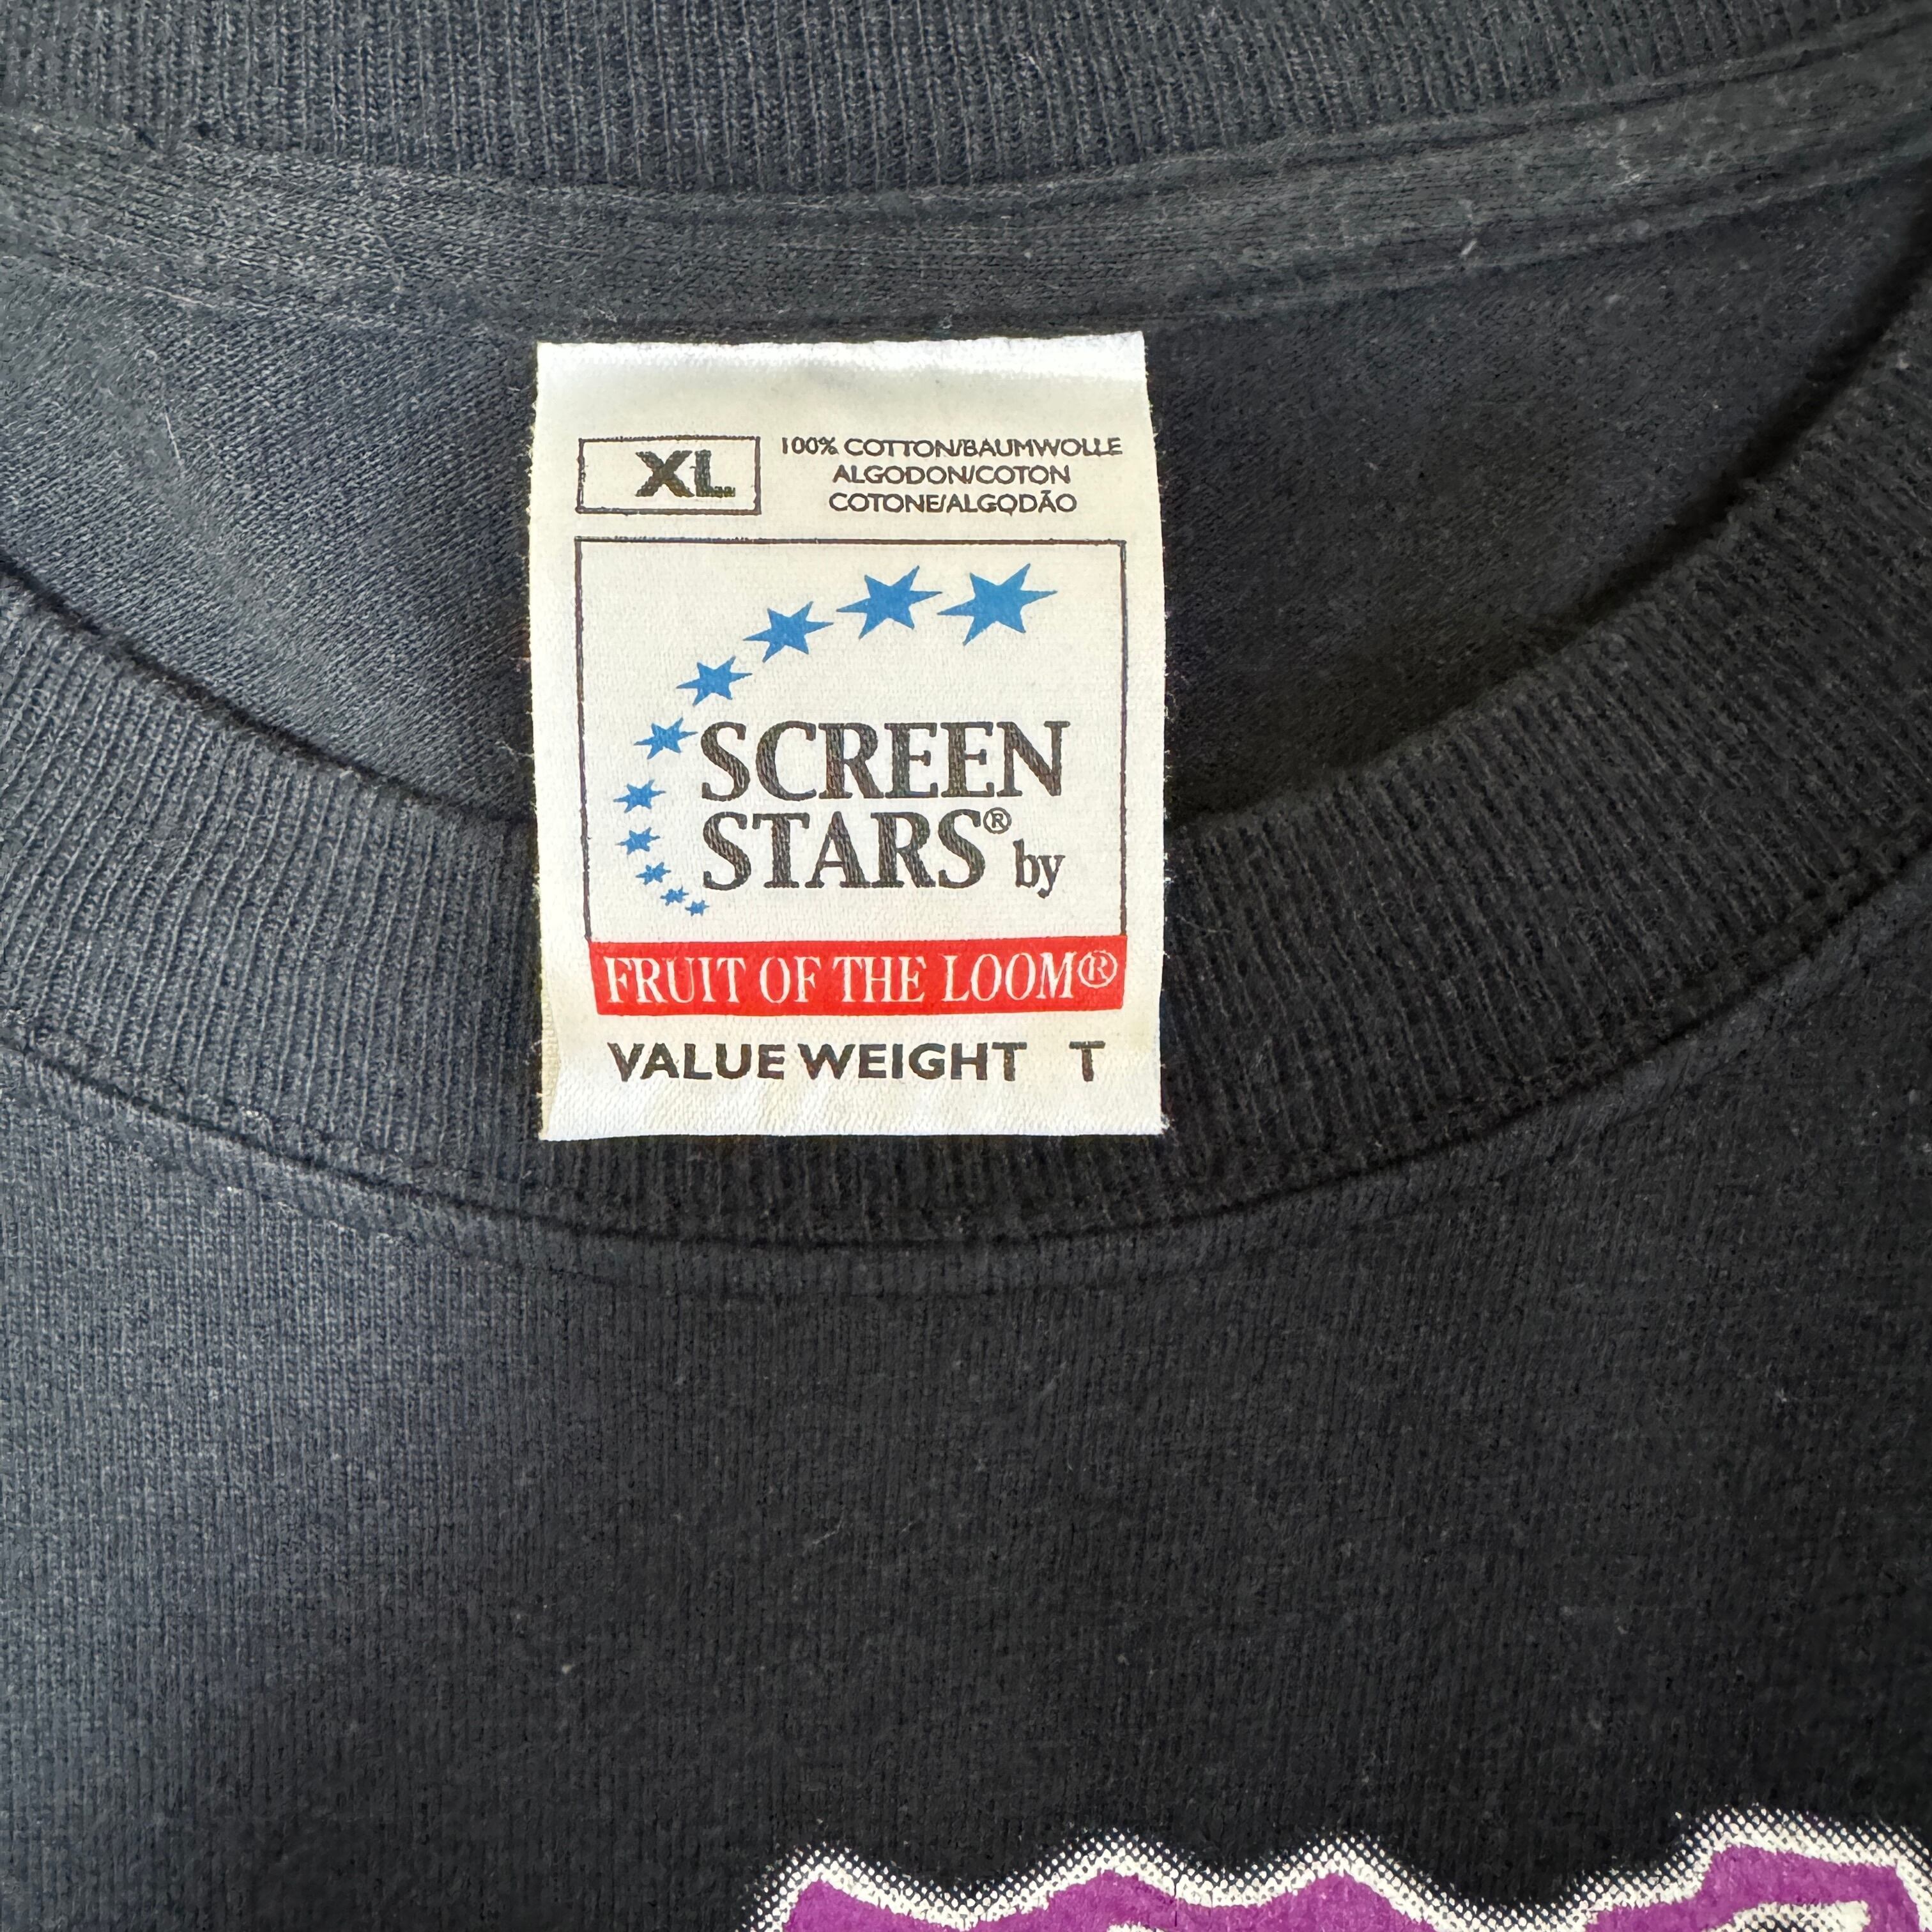 XL
100% COTTON/BAUMWOLLE
ALGODON/COTON
COTONE/ALGODÃO
SCREEN
STARS® by
FRUIT OF THE LOOM®
VALUE WEIGHT T